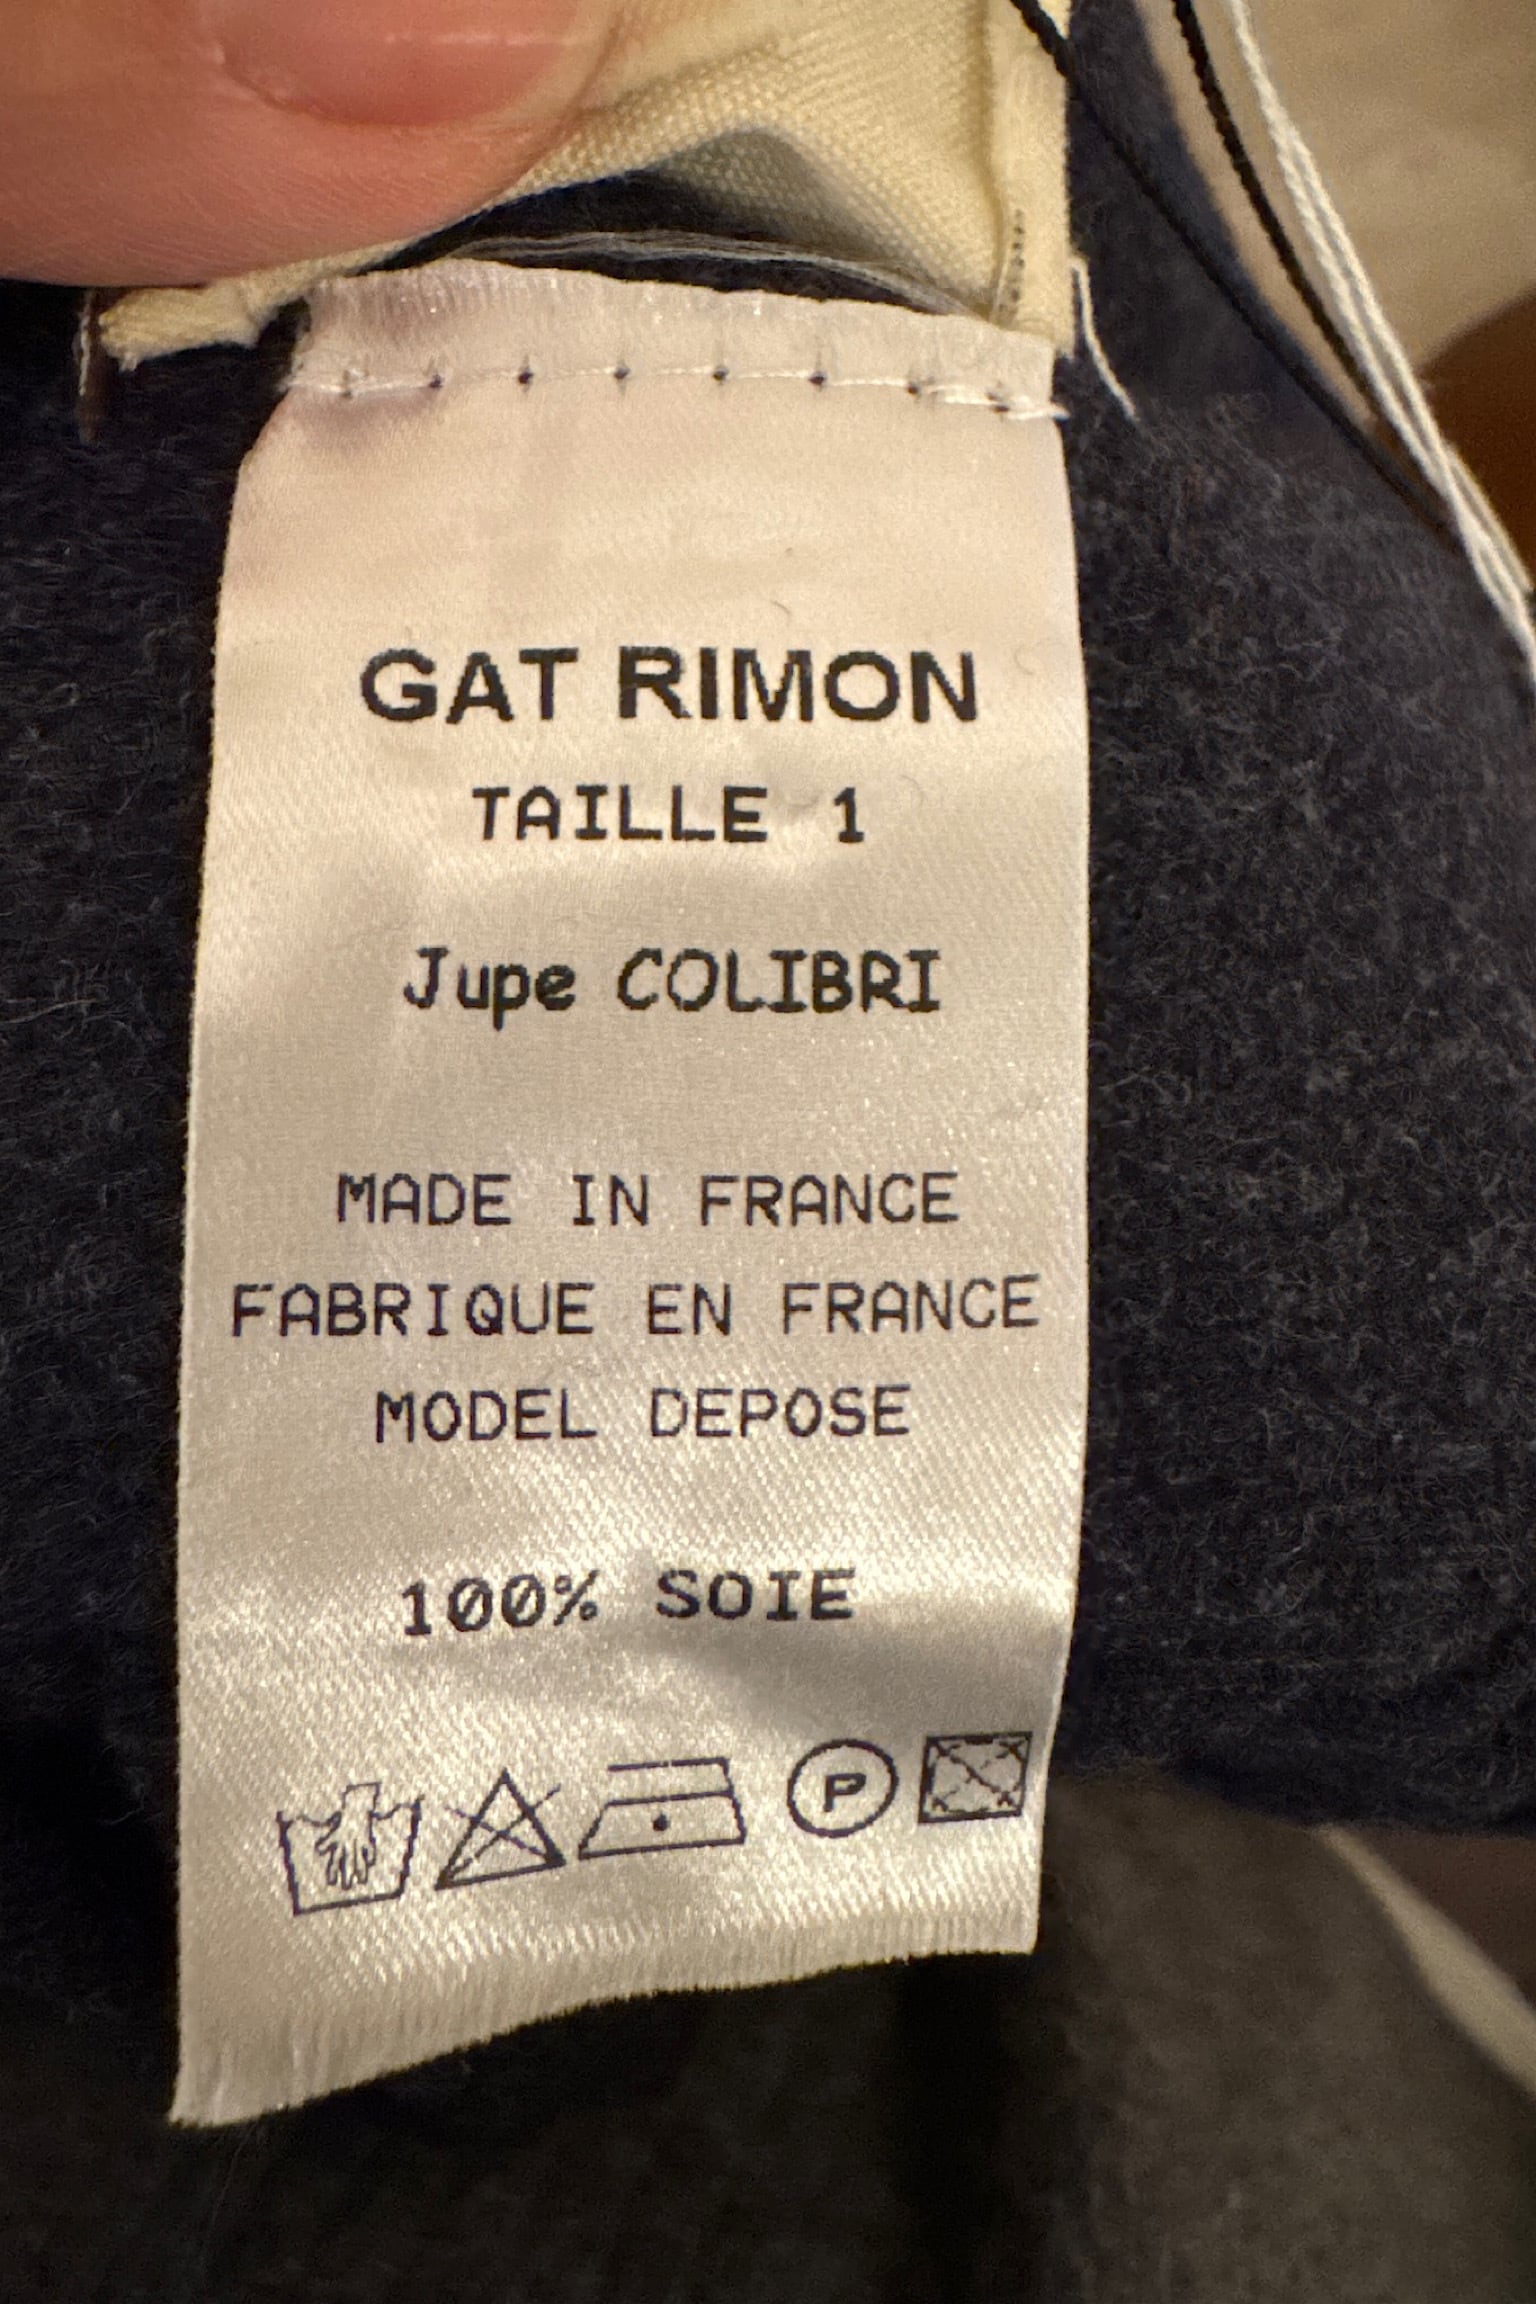 GAT RIMON
TAILLE 1
Jupe COLIBRI
MADE IN FRANCE
FABRIQUE EN FRANCE
MODEL DEPOSE
100% SOIE
P